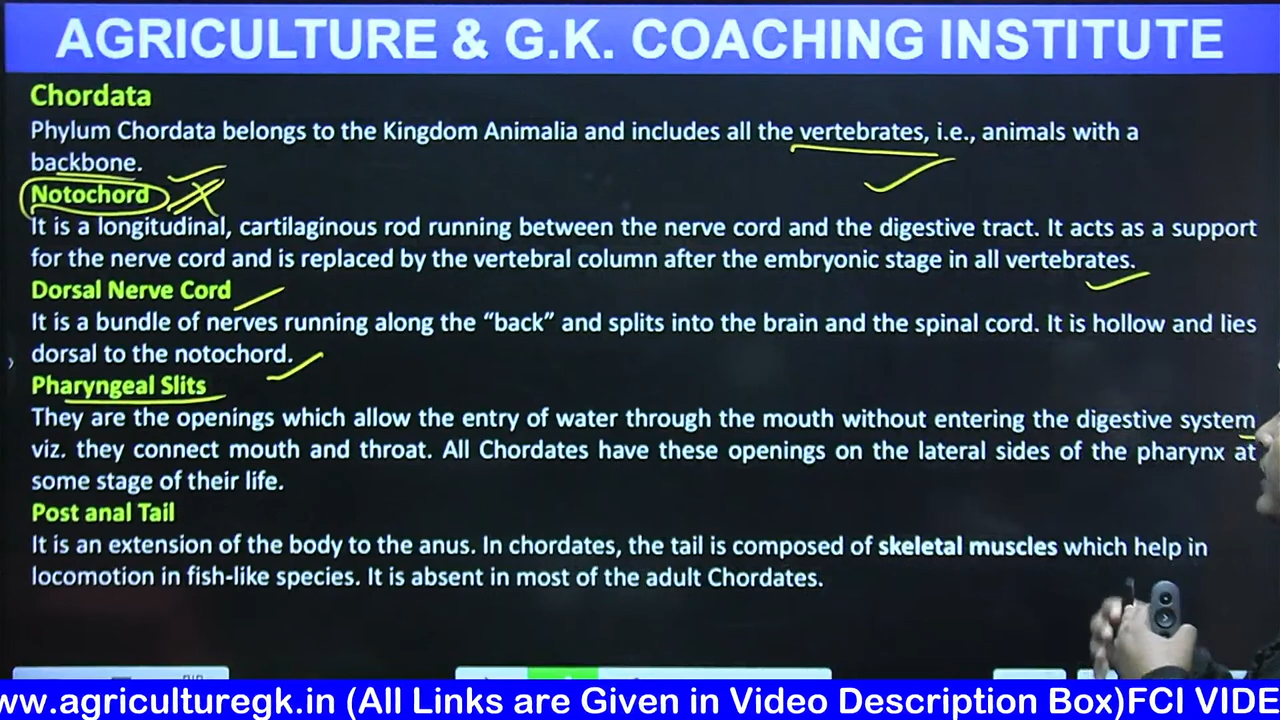 AGRICULTURE & G.K. COACHING INSTITUTE
Chordata
Phylum Chordata belongs to the Kingdom Animalia and includes all the vertebrates, i.e., animals with a
backbone.
Notochord
It is a longitudinal, cartilaginous rod running between the nerve cord and the digestive tract. It acts as a support
for the nerve cord and is replaced by the vertebral column after the embryonic stage in all vertebrates.
Dorsal Nerve Cord
It is a bundle of nerves running along the “back” and splits into the brain and the spinal cord. It is hollow and lies
dorsal to the notochord.
Pharyngeal Slits
They are the openings which allow the entry of water through the mouth without entering the digestive system
viz. they connect mouth and throat. All Chordates have these openings on the lateral sides of the pharynx at
some stage of their life.
Post anal Tail
It is an extension of the body to the anus. In chordates, the tail is composed of skeletal muscles which help in
locomotion in fish-like species. It is absent in most of the adult Chordates.
ww.agriculturegk.in (All Links are Given in Video Description Box)FCI VIDE